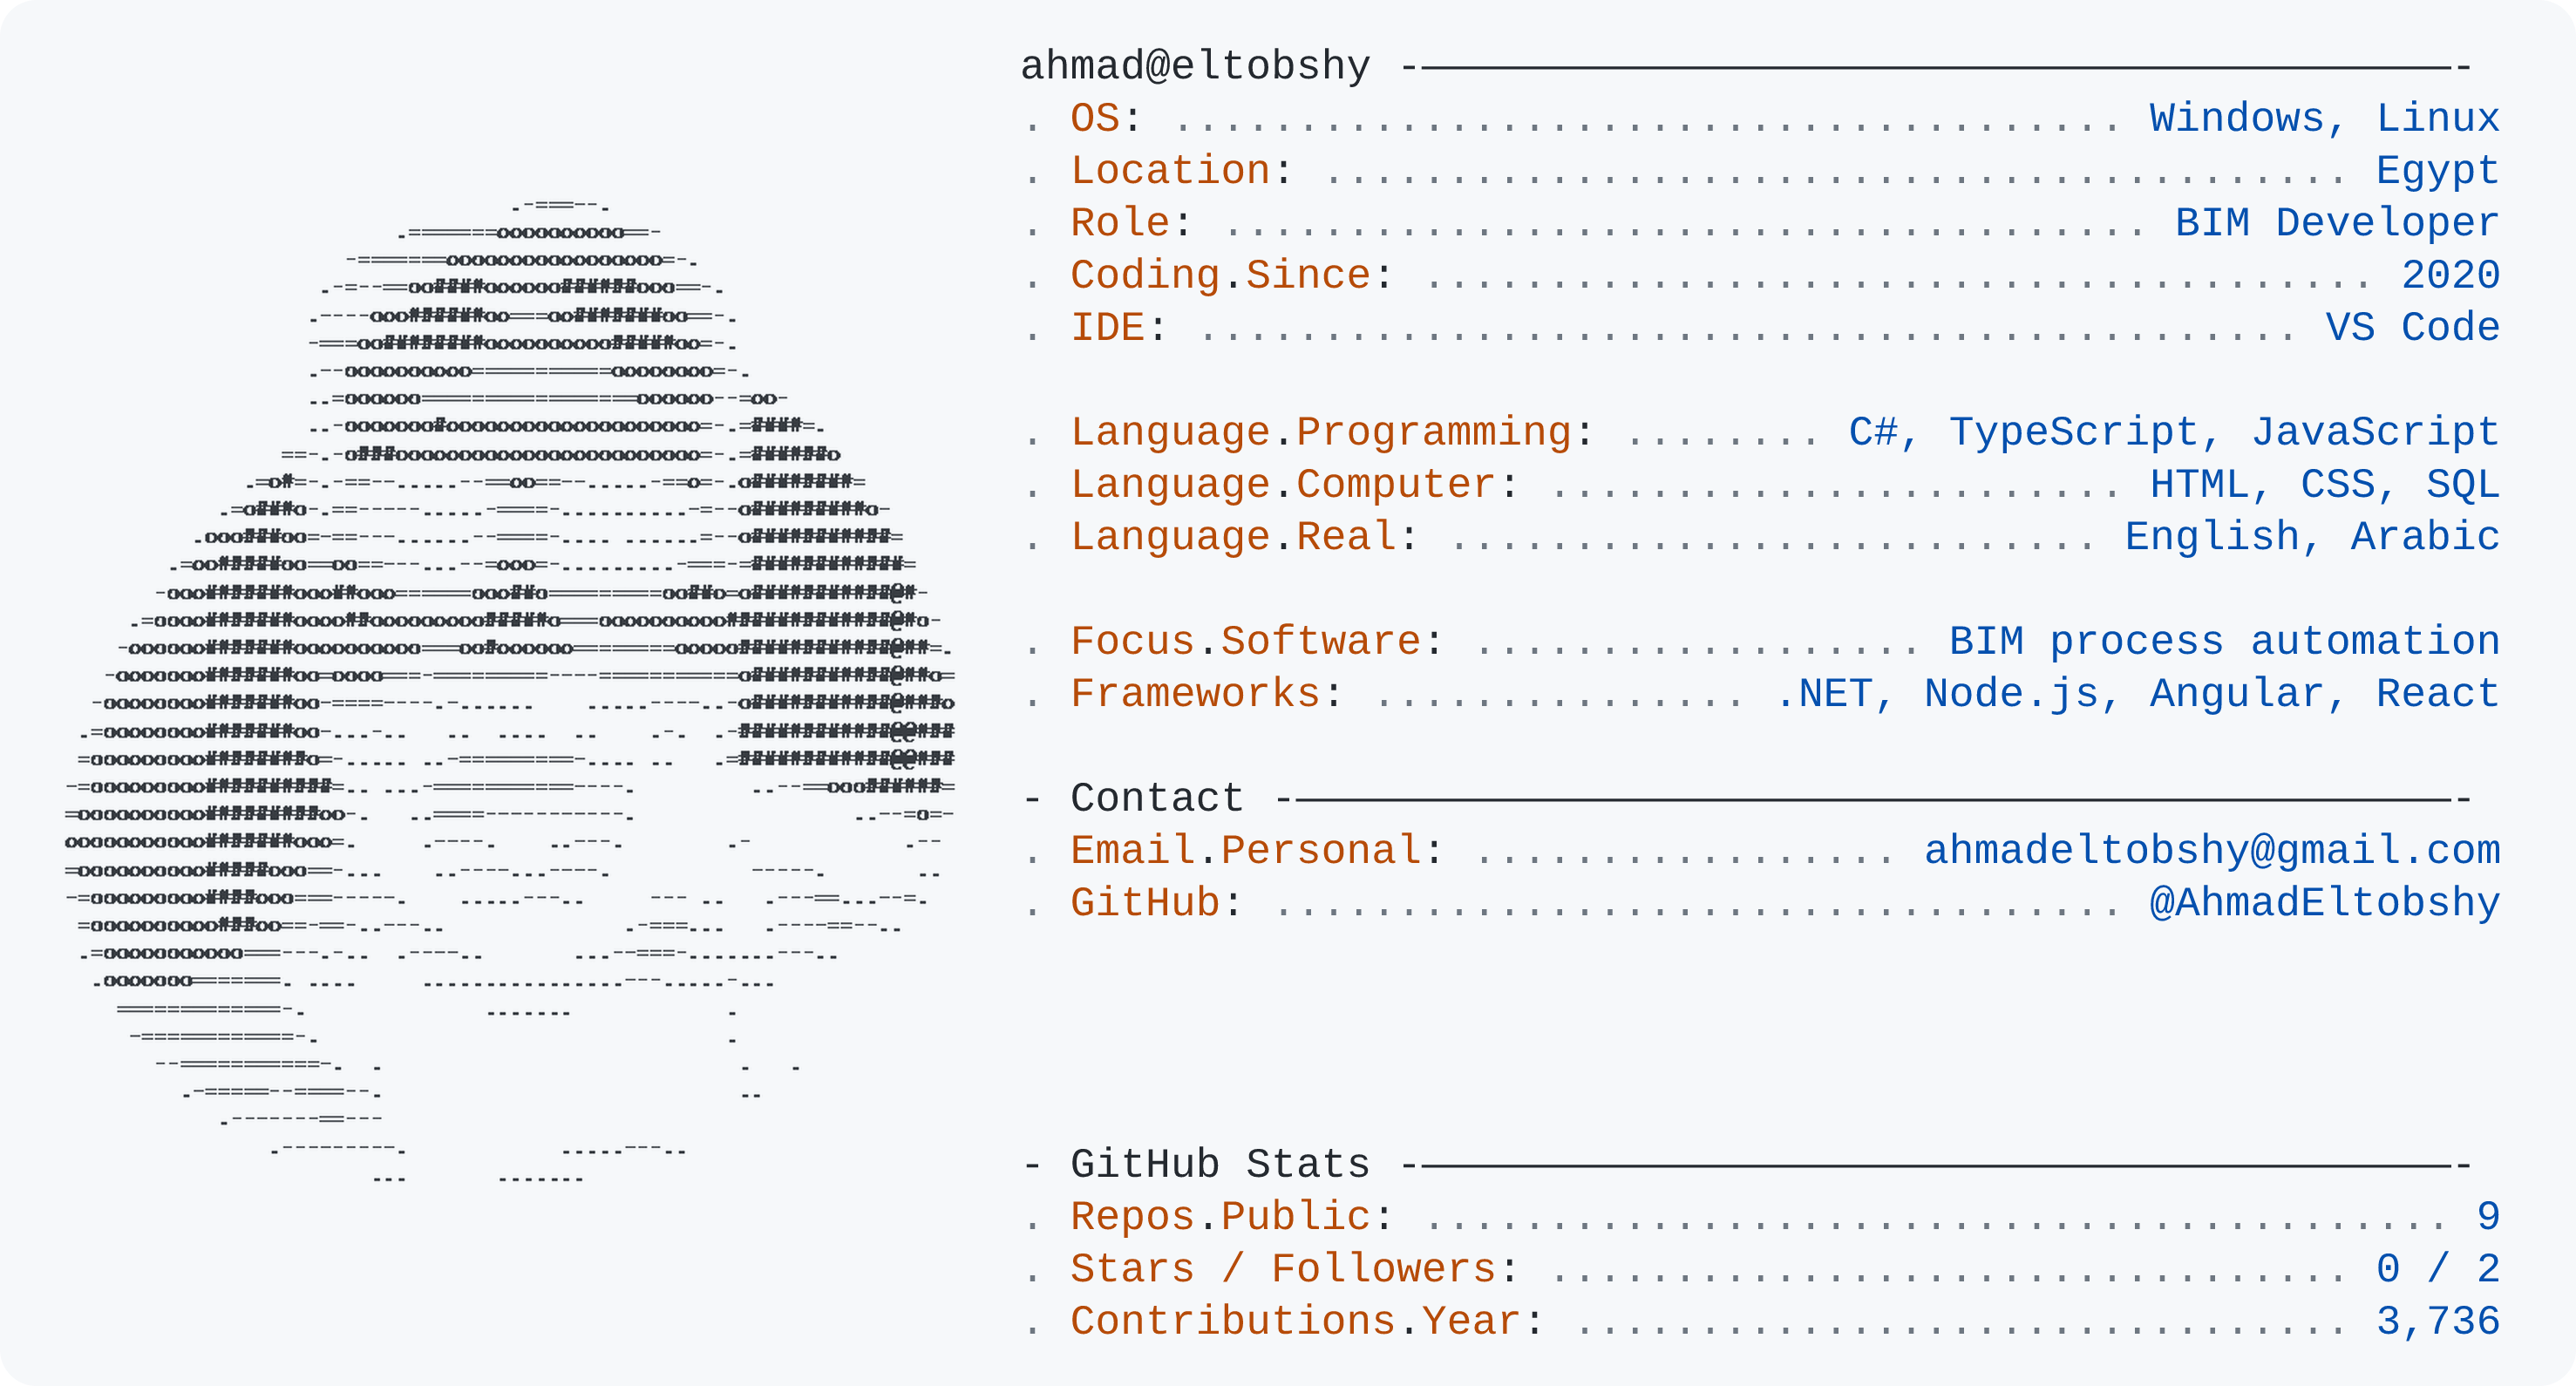 ahmad@eltobshy -—————————————————————————————————————————-
. OS: ...................................... Windows, Linux
. Location: ......................................... Egypt
. Role: ..................................... BIM Developer
. Coding.Since: ...................................... 2020
. IDE: ............................................ VS Code
. Language.Programming: ........ C#, TypeScript, JavaScript
. Language.Computer: ....................... HTML, CSS, SQL
. Language.Real: .......................... English, Arabic
. Focus.Software: .................. BIM process automation
. Frameworks: ............... .NET, Node.js, Angular, React
- Contact -——————————————————————————————————————————————-
. Email.Personal: ................. ahmadeltobshy@gmail.com
. GitHub: .................................. @AhmadEltobshy
- GitHub Stats -—————————————————————————————————————————-
. Repos.Public: ......................................... 9
. Stars / Followers: ................................ 0 / 2
. Contributions.Year: ............................... 3,736